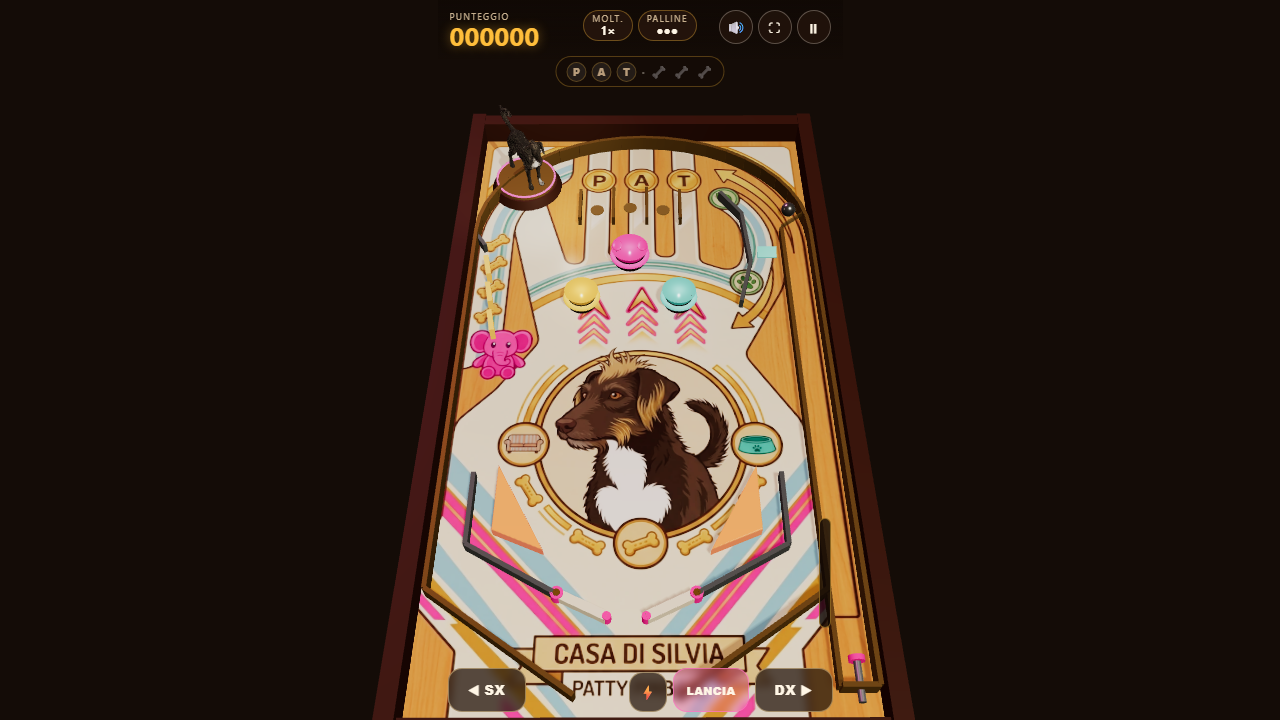 PUNTEGGIO
000000
MOLT.
1×
PALLINE
P A T
P A T
CASA DI SILVIA
PATTY
SX
LANCIA
DX